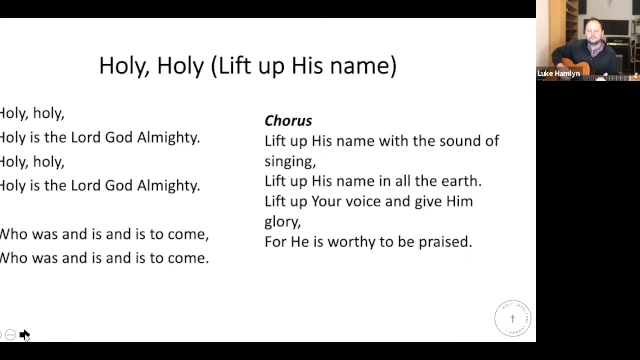 Holy, Holy (Lift up His name)
Holy, holy,
Holy is the Lord God Almighty.
Holy, holy,
Holy is the Lord God Almighty.
Who was and is and is to come,
Who was and is and is to come.
Chorus
Lift up His name with the sound of
singing,
Lift up His name in all the earth.
Lift up Your voice and give Him
glory,
For He is worthy to be praised.
Luke Hamlyn